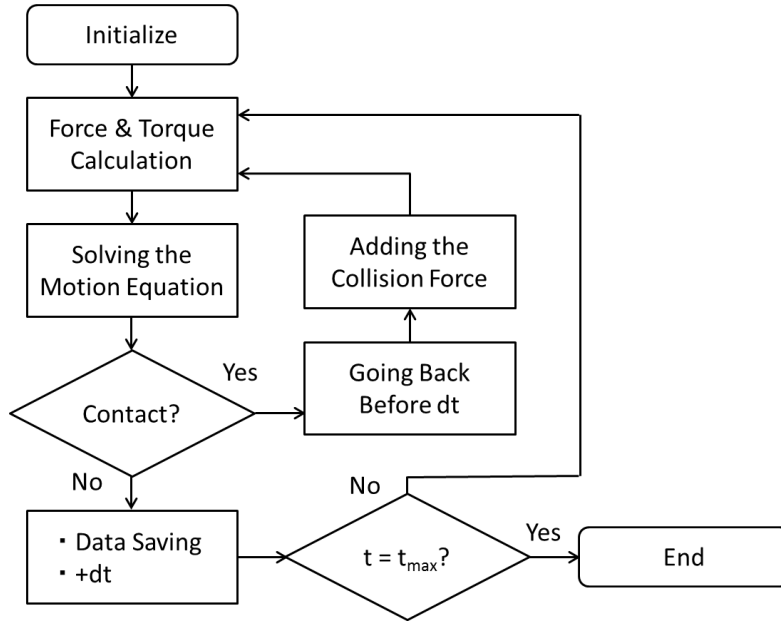 Initialize
Force & Torque
Calculation
Solving the
Motion Equation
Adding the
Collision Force
Contact?
Yes
Going Back
Before dt
No
・Data Saving
・+dt
t = tmax?
No
Yes
End